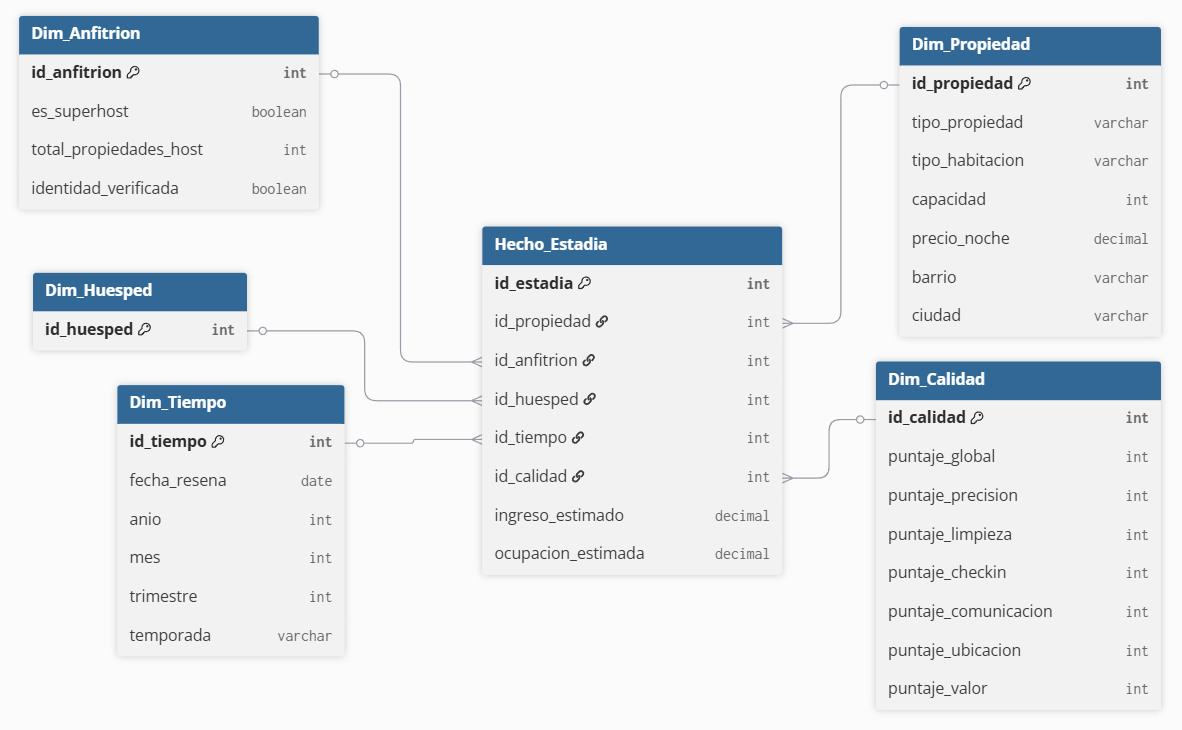 Dim_Anfitrion
id_anfitrion int
es_superhost boolean
total_propiedades_host int
identidad_verificada boolean
Dim_Huesped
id_huesped int
Dim_Tiempo
id_tiempo int
fecha_resena date
anio int
mes int
trimestre int
temporada varchar
Hecho_Estadia
id_estadia int
id_propiedad int
id_anfitrion int
id_huesped int
id_tiempo int
id_calidad int
ingreso_estimado decimal
ocupacion_estimada decimal
Dim_Propiedad
id_propiedad int
tipo_propiedad varchar
tipo_habitacion varchar
capacidad int
precio_noche decimal
barrio varchar
ciudad varchar
Dim_Calidad
id_calidad int
puntaje_global int
puntaje_precision int
puntaje_limpieza int
puntaje_checkin int
puntaje_comunicacion int
puntaje_ubicacion int
puntaje_valor int